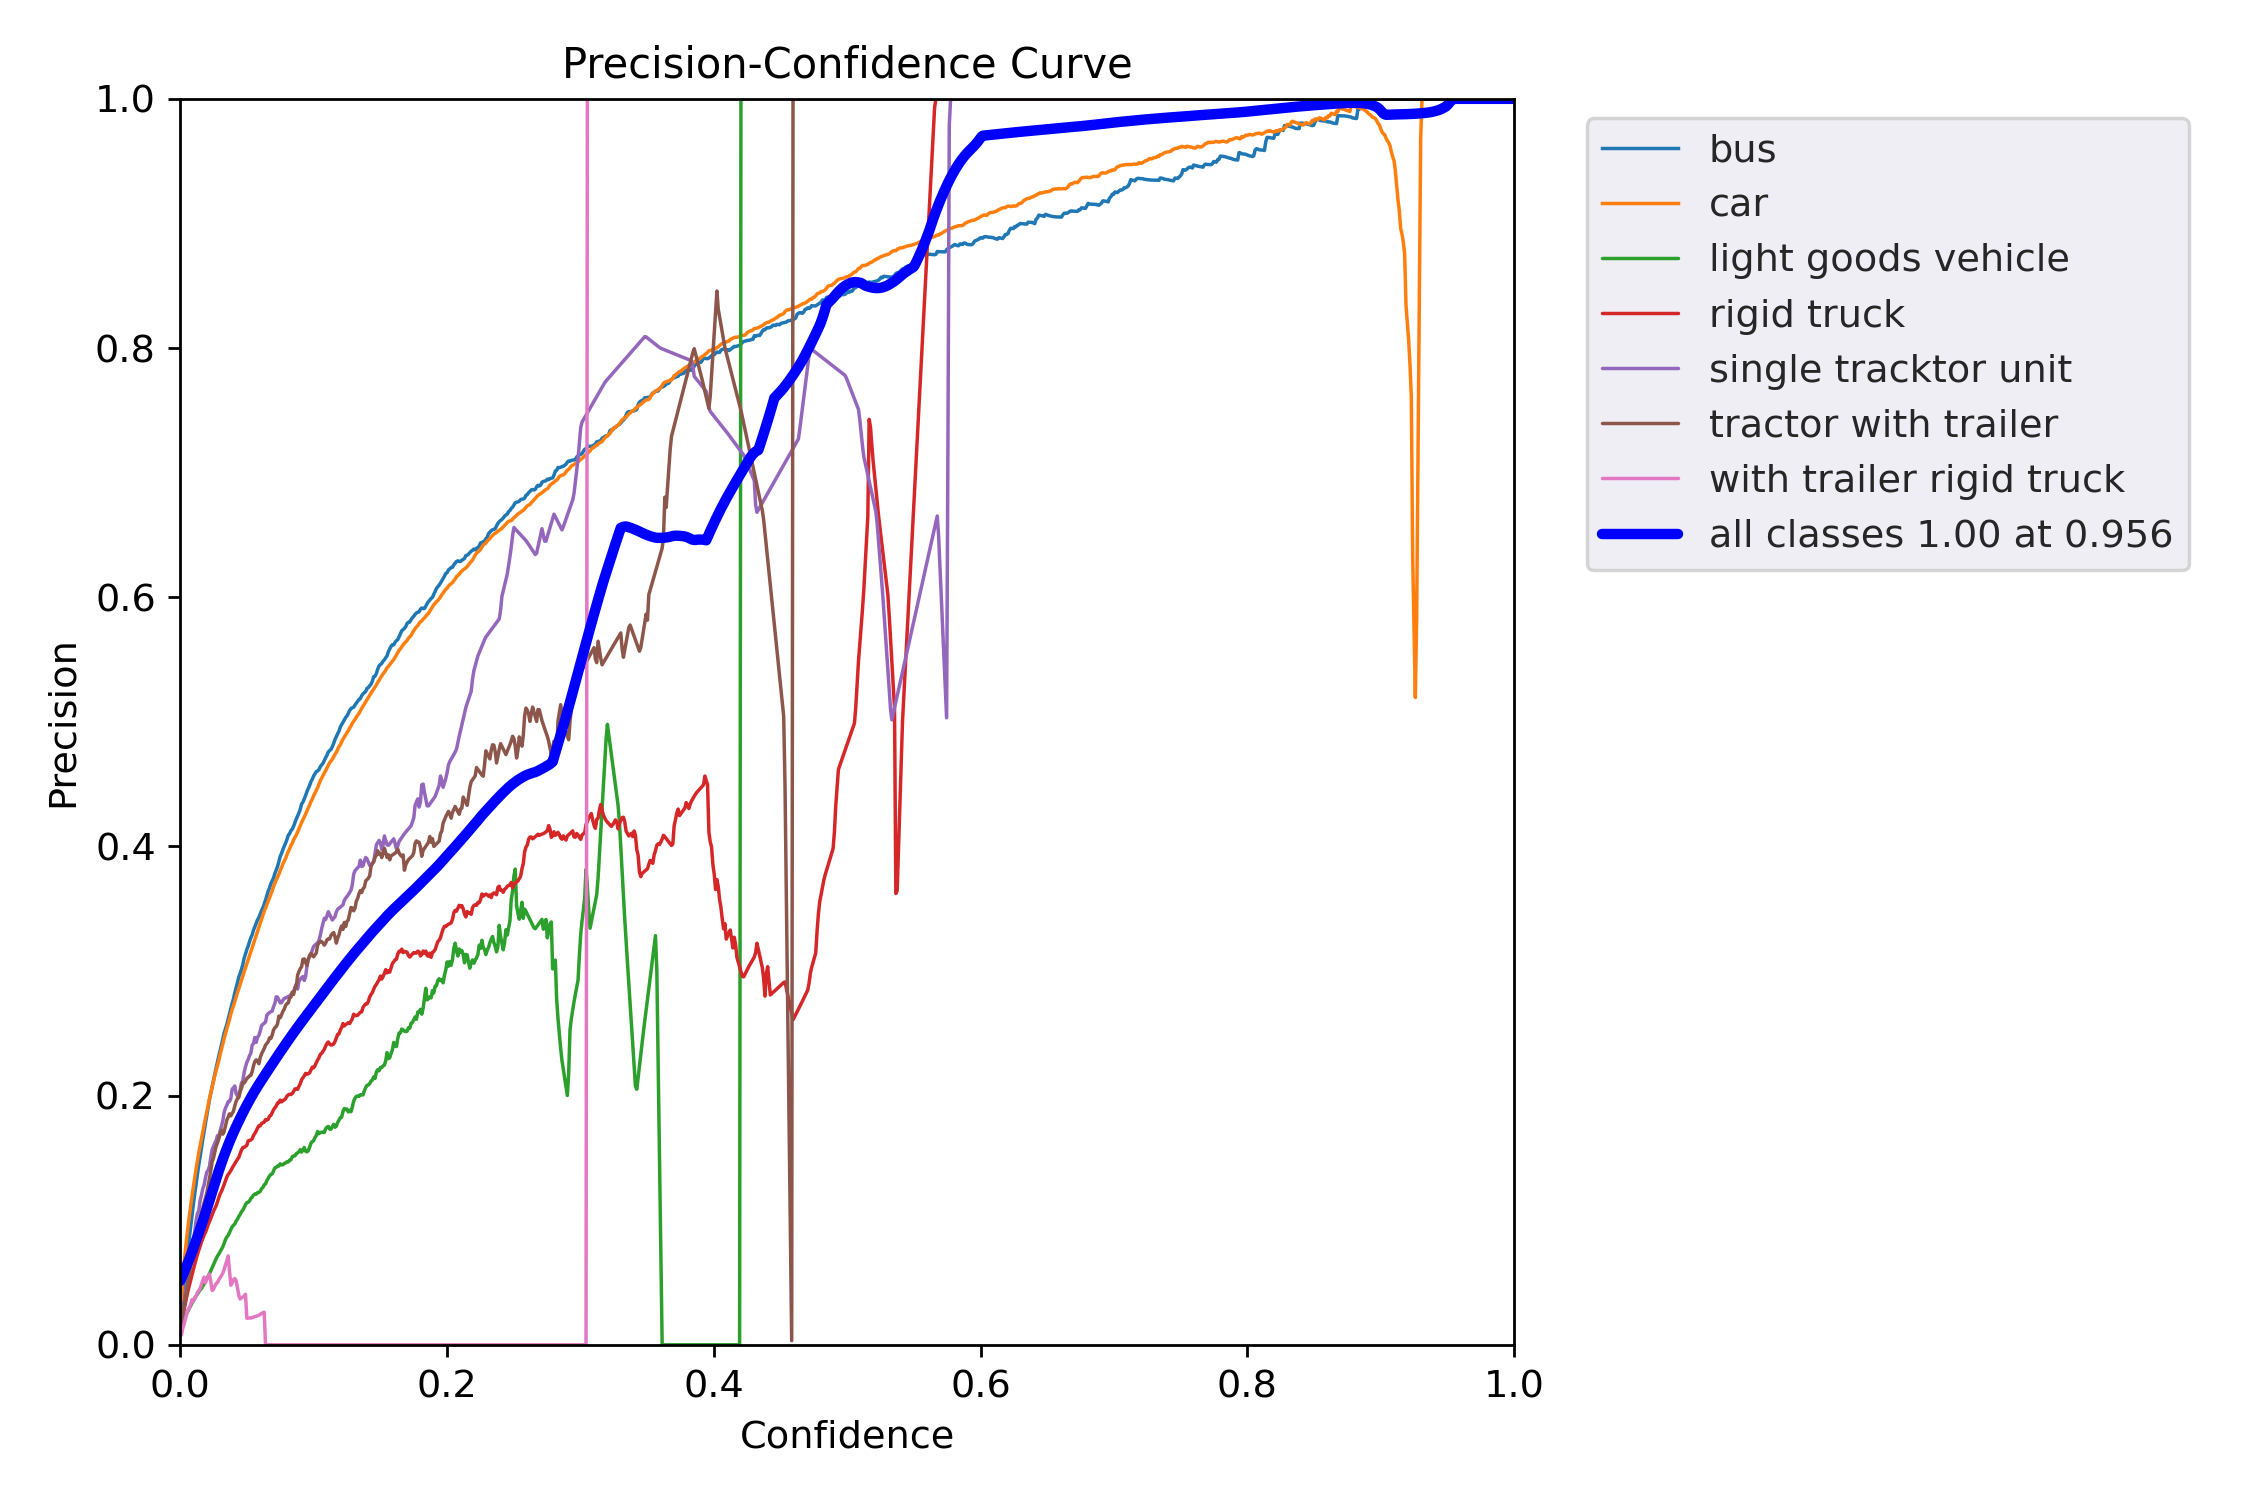 Precision-Confidence Curve
1.0
0.8
0.6
0.4
0.2
0.0
Precision
0.0 0.2 0.4 0.6 0.8 1.0
Confidence
bus
car
light goods vehicle
rigid truck
single tracktor unit
tractor with trailer
with trailer rigid truck
all classes 1.00 at 0.956